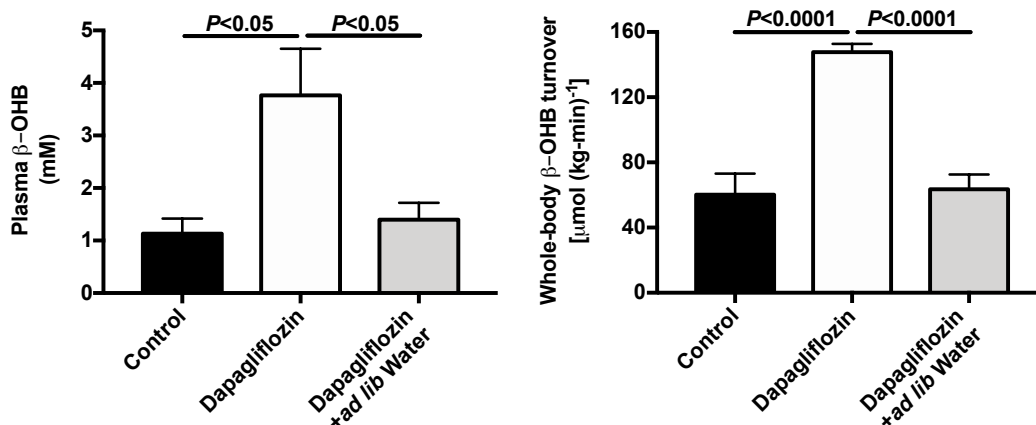 P<0.05 P<0.05
Plasma β−OHB
(mM)
5
4
3
2
1
0
Control
Dapagliflozin
Dapagliflozin
+ad lib Water
P<0.0001 P<0.0001
Whole-body β−OHB turnover
[μmol (kg-min)-1]
160
120
80
40
0
Control
Dapagliflozin
Dapagliflozin
+ad lib Water